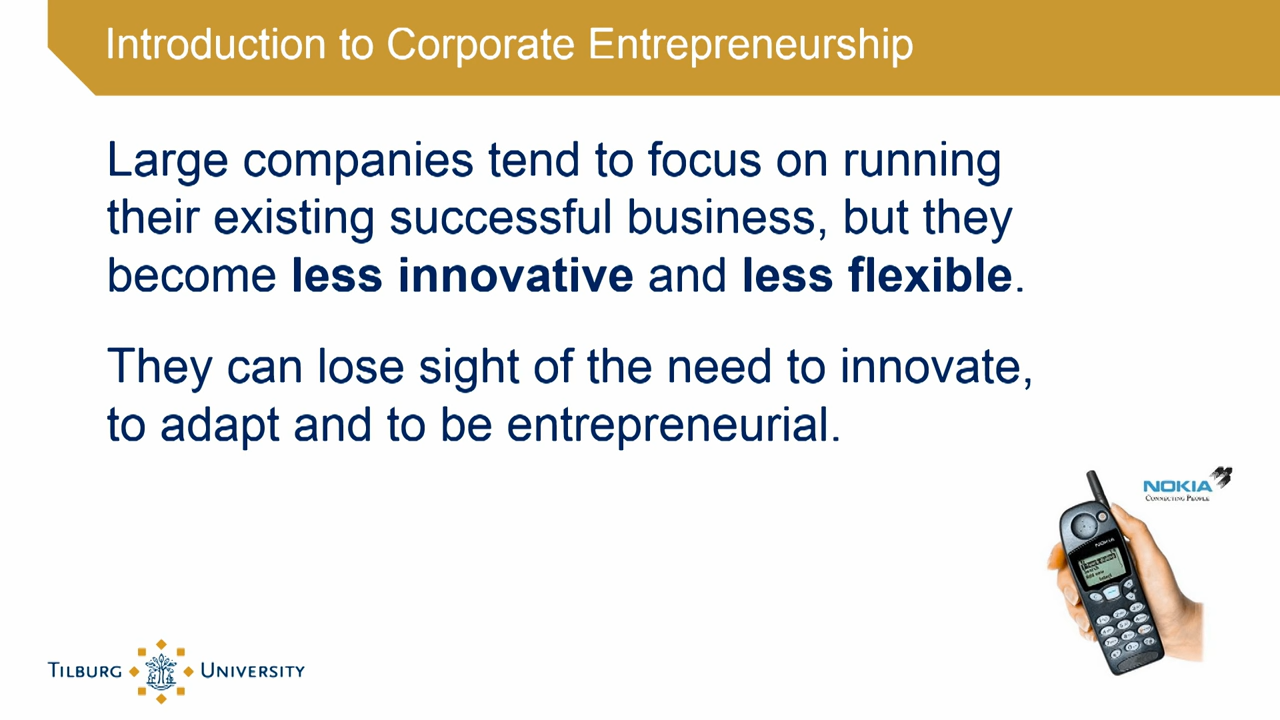 Introduction to Corporate Entrepreneurship
Large companies tend to focus on running
their existing successful business, but they
become less innovative and less flexible.
They can lose sight of the need to innovate,
to adapt and to be entrepreneurial.
NOKIA
CONNECTING PEOPLE
NOKIA
TILBURG UNIVERSITY